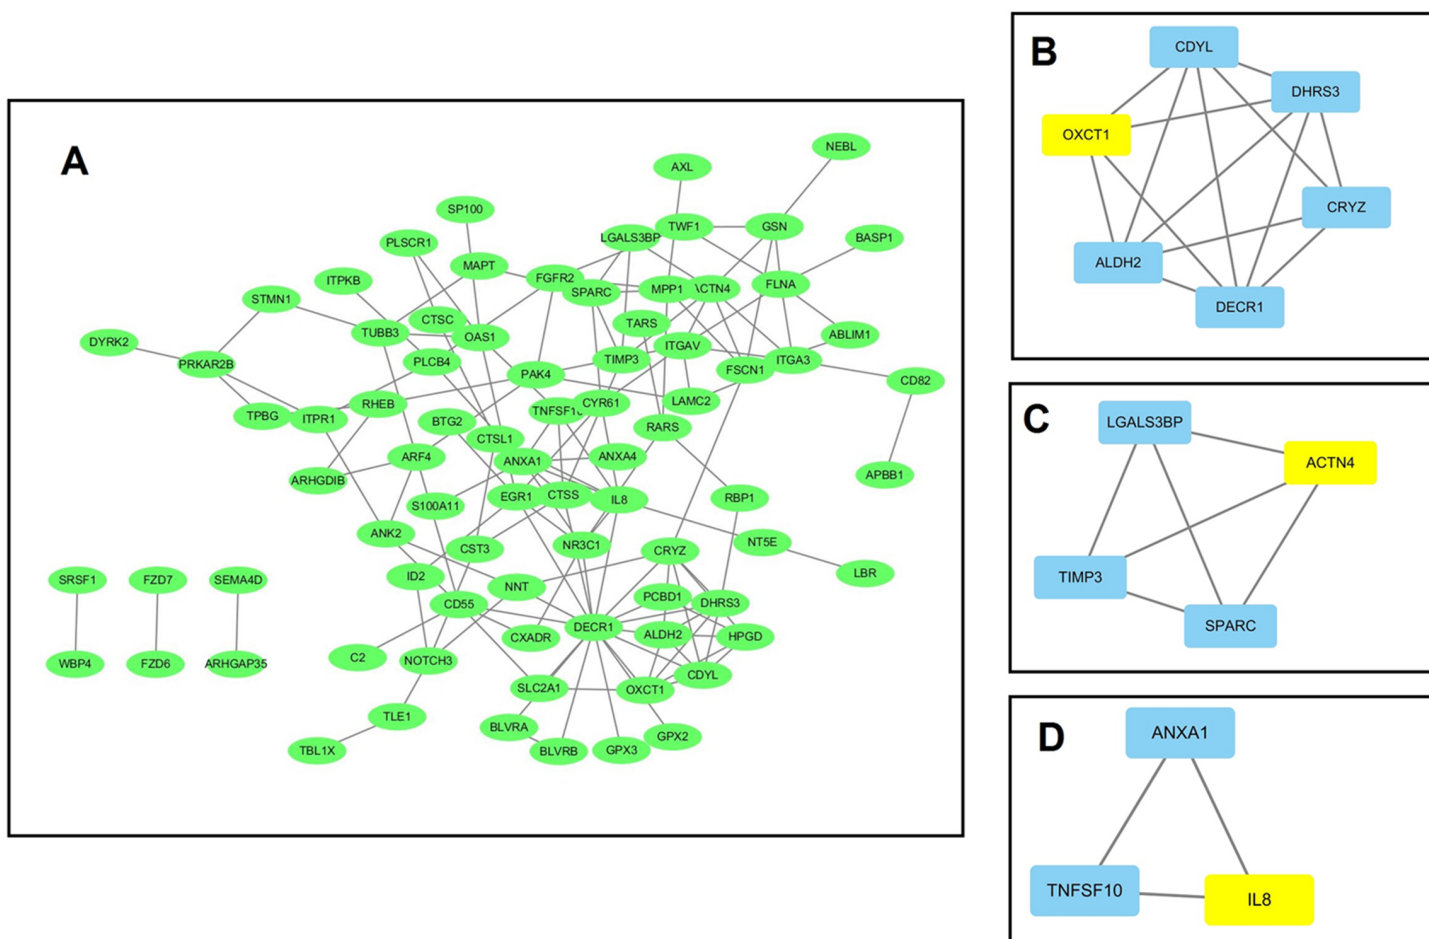 A
NEBL
AXL
SP100
PLSCR1
LGALS3BP
TWF1
GSN
BASP1
ITPKB
MAPT
FGFR2
SPARC
MPP1
ACTN4
FLNA
STMN1
CTSC
TARS
TUBB3
OAS1
ABLIM1
DYRK2
PRKAR2B
PLCB4
TIMP3
ITGAV
ITGA3
PAK4
FSCN1
CD82
TPBG
ITPR1
RHEB
BTG2
CYR61
LAMC2
CTSL1
RARS
ARF4
ANXA1
ANXA4
ARHGDIB
APBB1
S100A11
EGR1
CTSS
IL8
RBP1
ANK2
CST3
NR3C1
CRYZ
NT5E
LBR
SRSF1
FZD7
SEMA4D
ID2
NNT
CD55
PCBD1
DHRS3
DECR1
CXADR
ALDH2
HPGD
WBP4
FZD6
ARHGAP35
C2
NOTCH3
SLC2A1
OXCT1
CDYL
TLE1
BLVRA
GPX2
TBL1X
BLVRB
GPX3
B
CDYL
DHRS3
OXCT1
CRYZ
ALDH2
DECR1
C
LGALS3BP
ACTN4
TIMP3
SPARC
D
ANXA1
TNFSF10
IL8